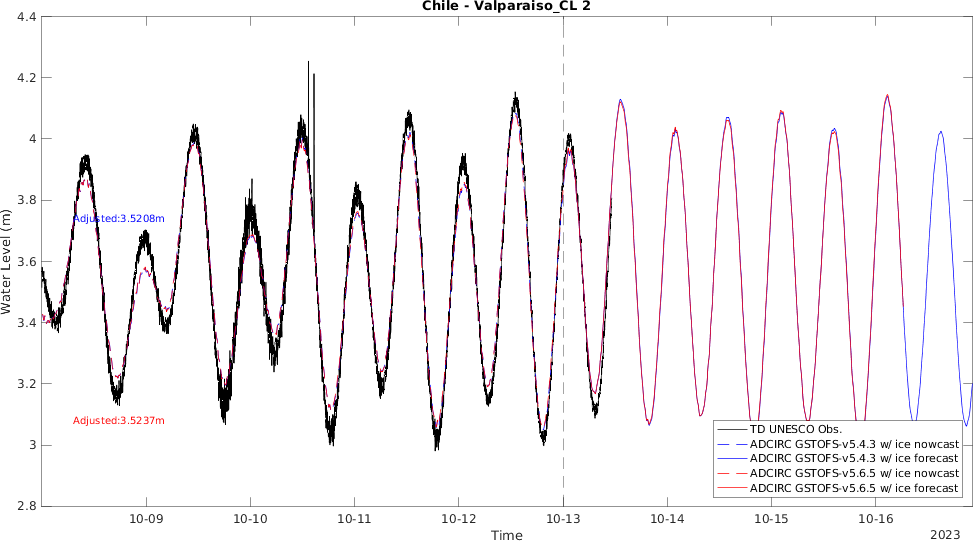 Chile - Valparaiso_CL 2
4.4
4.2
4
3.8
3.6
3.4
3.2
3
2.8
Water Level (m)
Adjusted:3.5208m
Adjusted:3.5237m
TD UNESCO Obs.
ADCIRC GSTOFS-v5.4.3 w/ ice nowcast
ADCIRC GSTOFS-v5.4.3 w/ ice forecast
ADCIRC GSTOFS-v5.6.5 w/ ice nowcast
ADCIRC GSTOFS-v5.6.5 w/ ice forecast
10-09 10-10 10-11 10-12 10-13 10-14 10-15 10-16
Time
2023